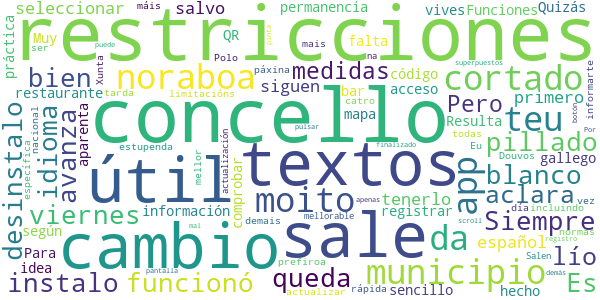 seleccionar máis salvo permanencia vives Funciones Quizás
práctica Muy ser puede QR mais falta na Xunta
restricciones
bien noraboa medidas cortado
restaurante tarda limitacións Polo páxina siguen bar código acceso primero informarte
desinstalo idioma avanza aparenta concello catro mapa Pero teu Resulta todas superpuestos
nacional específica estupenda pulsar finalizado Eu pillado botón Por
útil textos app blanco
mellor actualización comprobar Douvos gallego
viernes moito tenerlo aclara Siempre
según información registrar día incluíndo vez
cambio sale da español lío
Para demais mellorable scroll normas
idea funcionó prefiroa apenas Salen registro
instalo mal queda municipio Es
pantalla actualizar rápida sencillo hecho demás